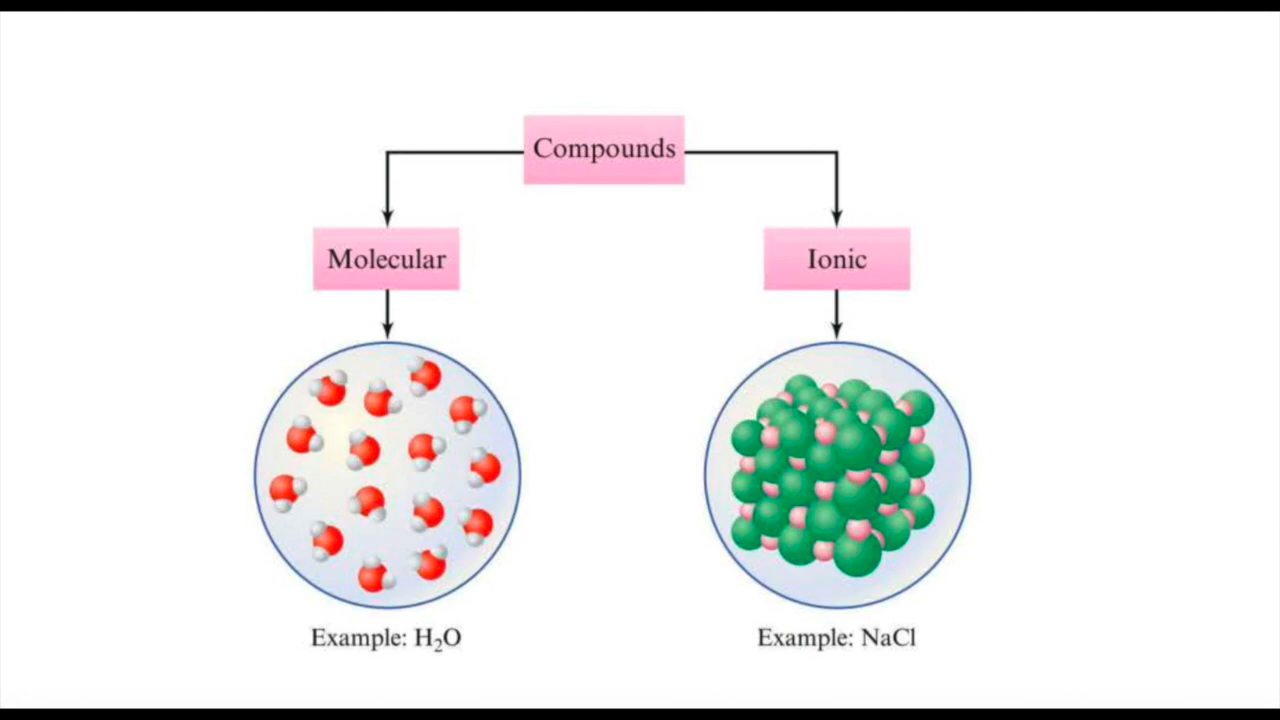 Compounds
Molecular
Ionic
Example: H₂O
Example: NaCl